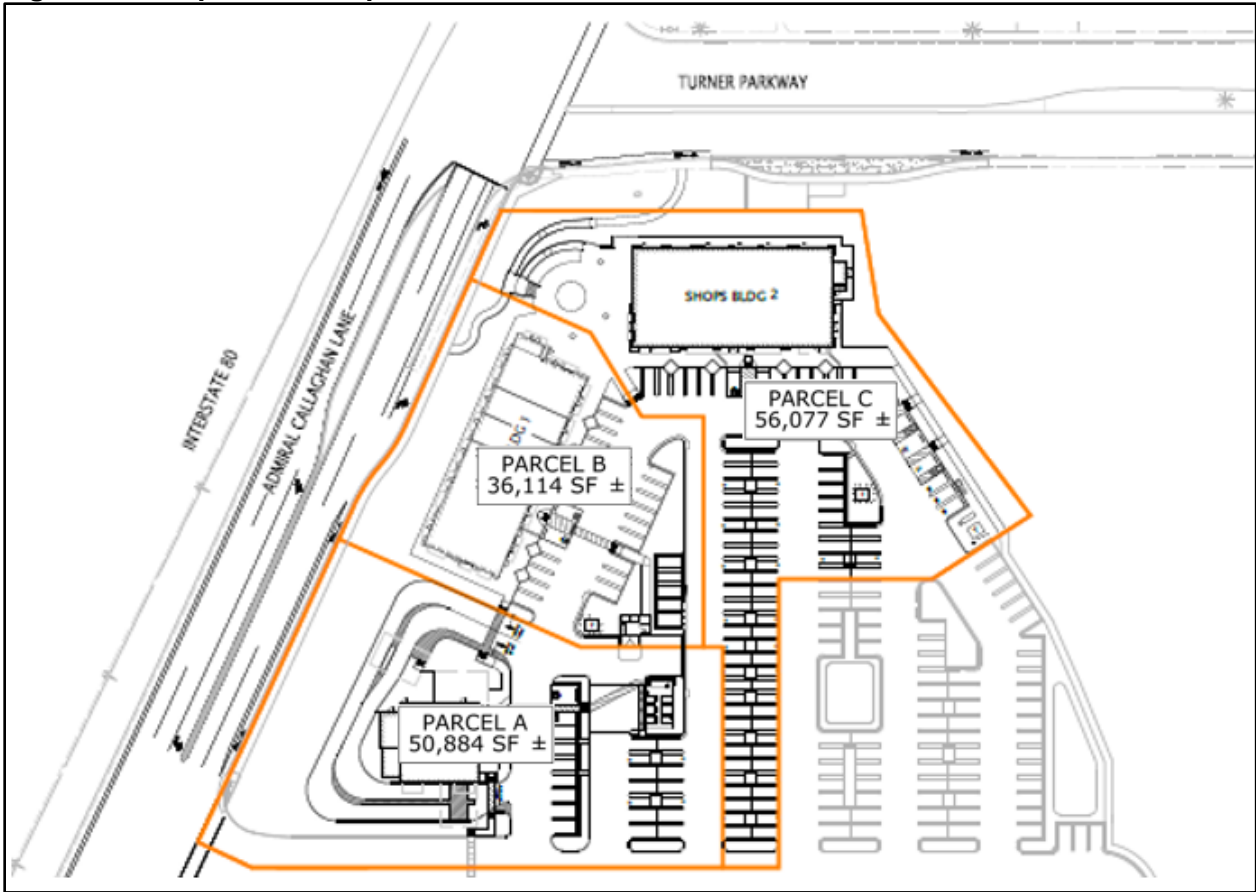 TURNER PARKWAY
SHOPS BLDG 2
INTERSTATE 80
ADMIRAL CALLAGHAN LANE
PARCEL C
56,077 SF ±
PARCEL B
36,114 SF ±
PARCEL A
50,884 SF ±